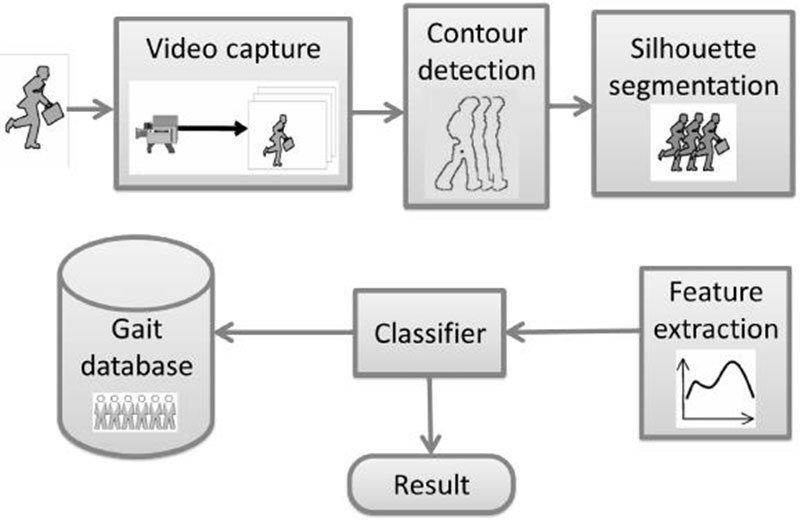 Video capture
Contour
detection
Silhouette
segmentation
Gait
database
Classifier
Feature
extraction
Result